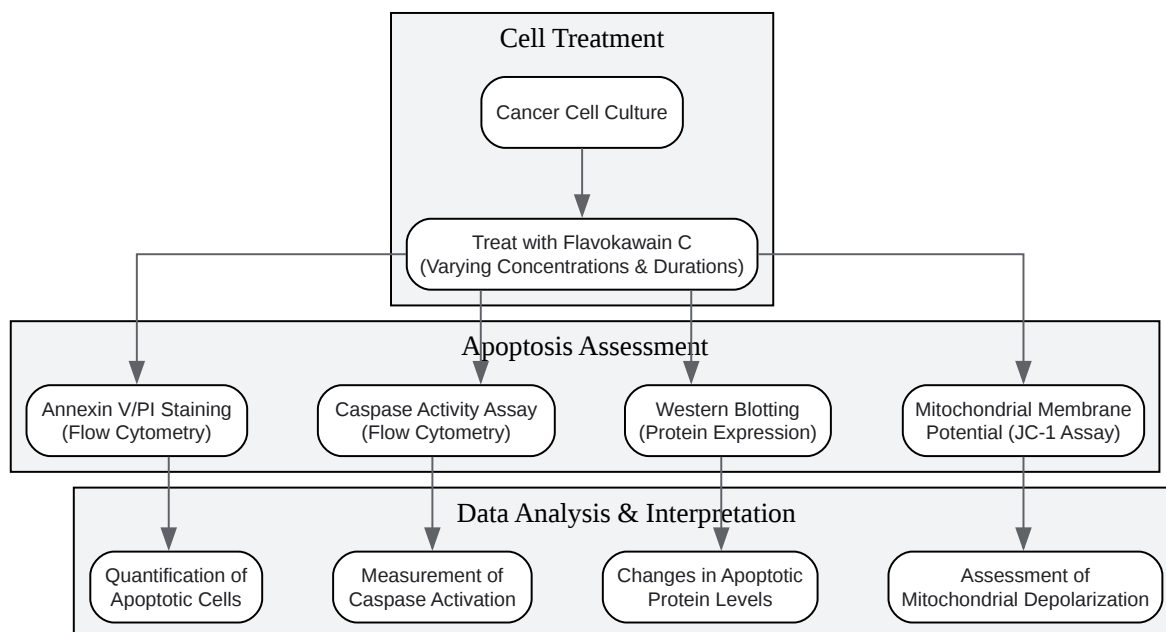 Cell Treatment
Cancer Cell Culture
Treat with Flavokawain C
(Varying Concentrations & Durations)
Apoptosis Assessment
Annexin V/PI Staining
(Flow Cytometry)
Caspase Activity Assay
(Flow Cytometry)
Western Blotting
(Protein Expression)
Mitochondrial Membrane
Potential (JC-1 Assay)
Data Analysis & Interpretation
Quantification of
Apoptotic Cells
Measurement of
Caspase Activation
Changes in Apoptotic
Protein Levels
Assessment of
Mitochondrial Depolarization